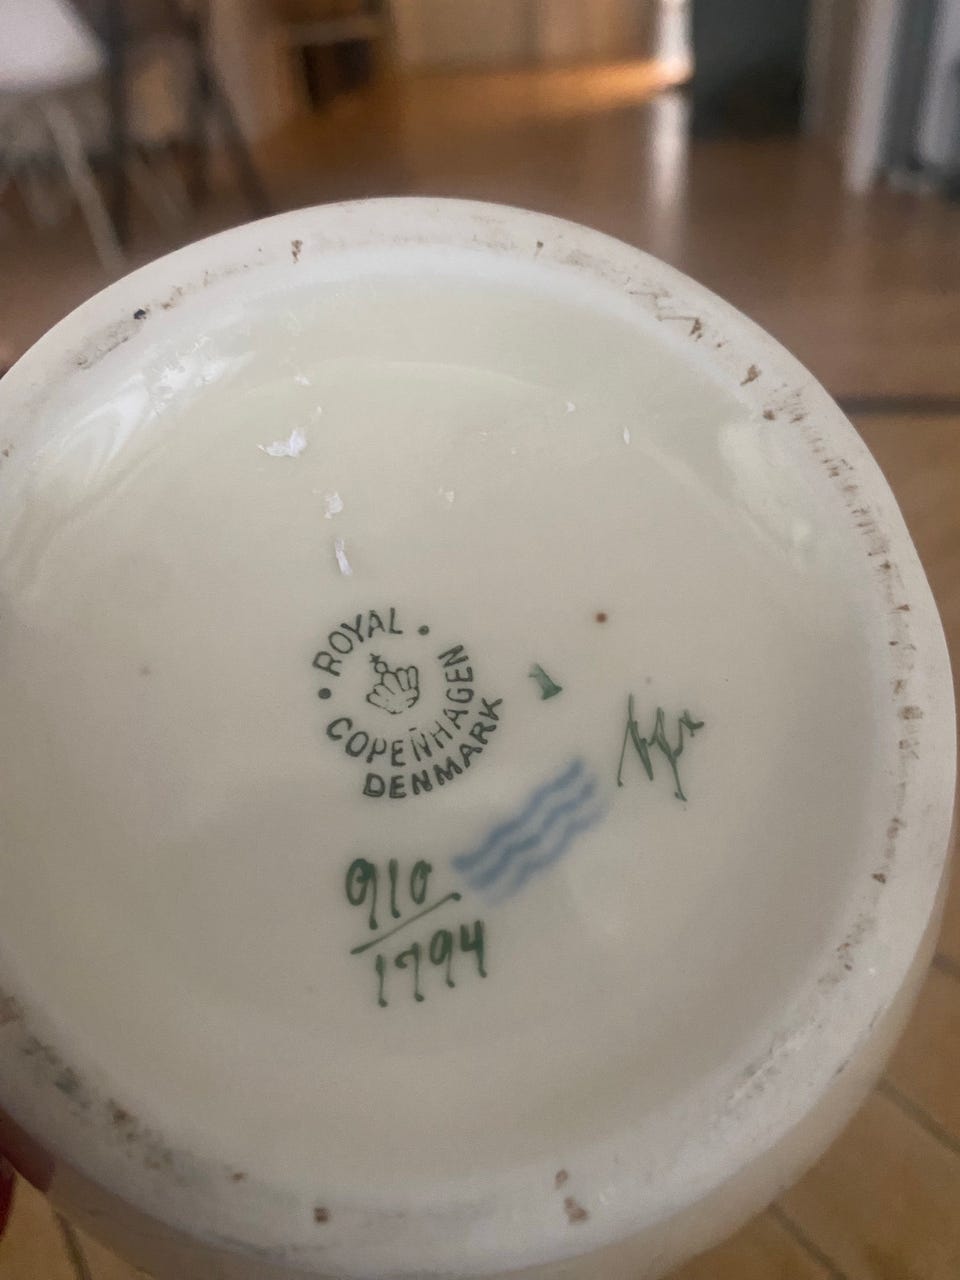 ROYAL
COPENHAGEN
DENMARK
910
1794